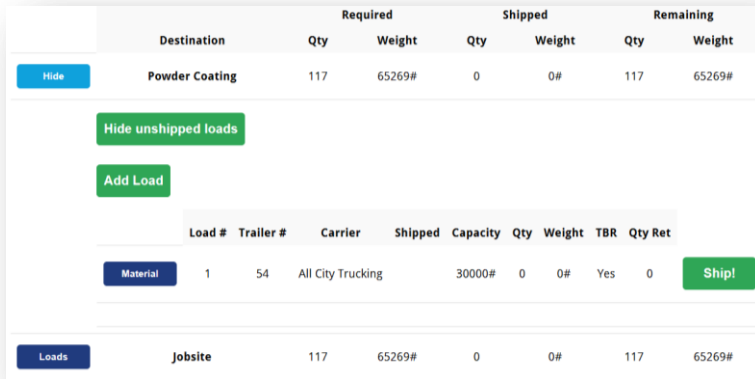 Required Shipped Remaining
Destination Qty Weight Qty Weight Qty Weight
Hide Powder Coating 117 65269# 0 0# 117 65269#
Hide unshipped loads
Add Load
Load # Trailer # Carrier Shipped Capacity Qty Weight TBR Qty Ret
Material 1 54 All City Trucking 30000# 0 0# Yes 0 Ship!
Loads Jobsite 117 65269# 0 0# 117 65269#